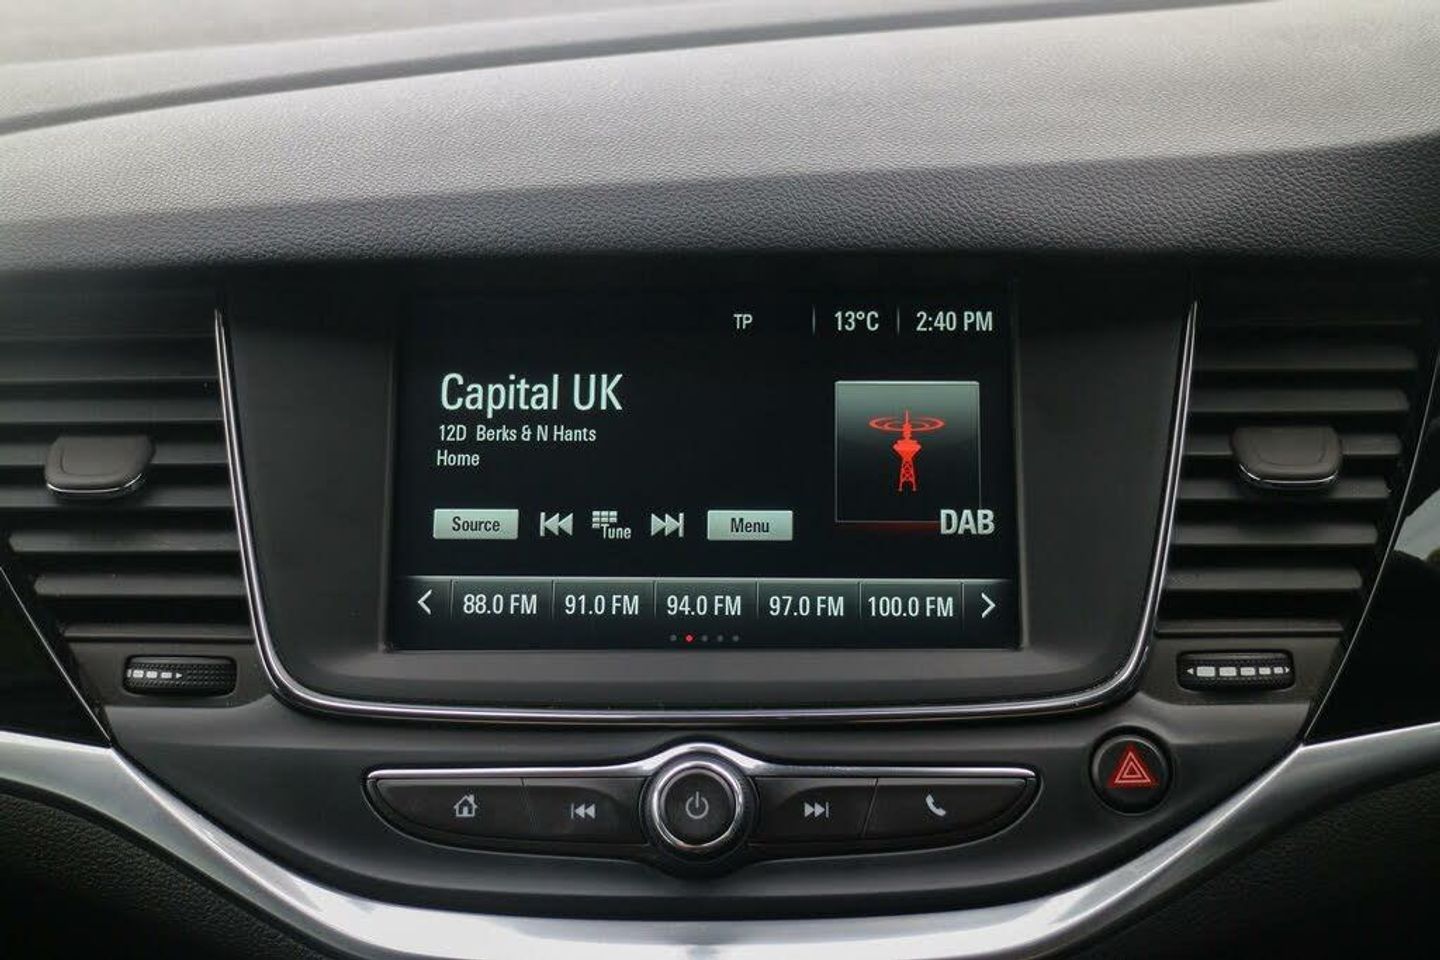 TP 13°C 2:40 PM
Capital UK
12D Berks & N Hants
Home
Source Tune Menu
DAB
88.0 FM 91.0 FM 94.0 FM 97.0 FM 100.0 FM